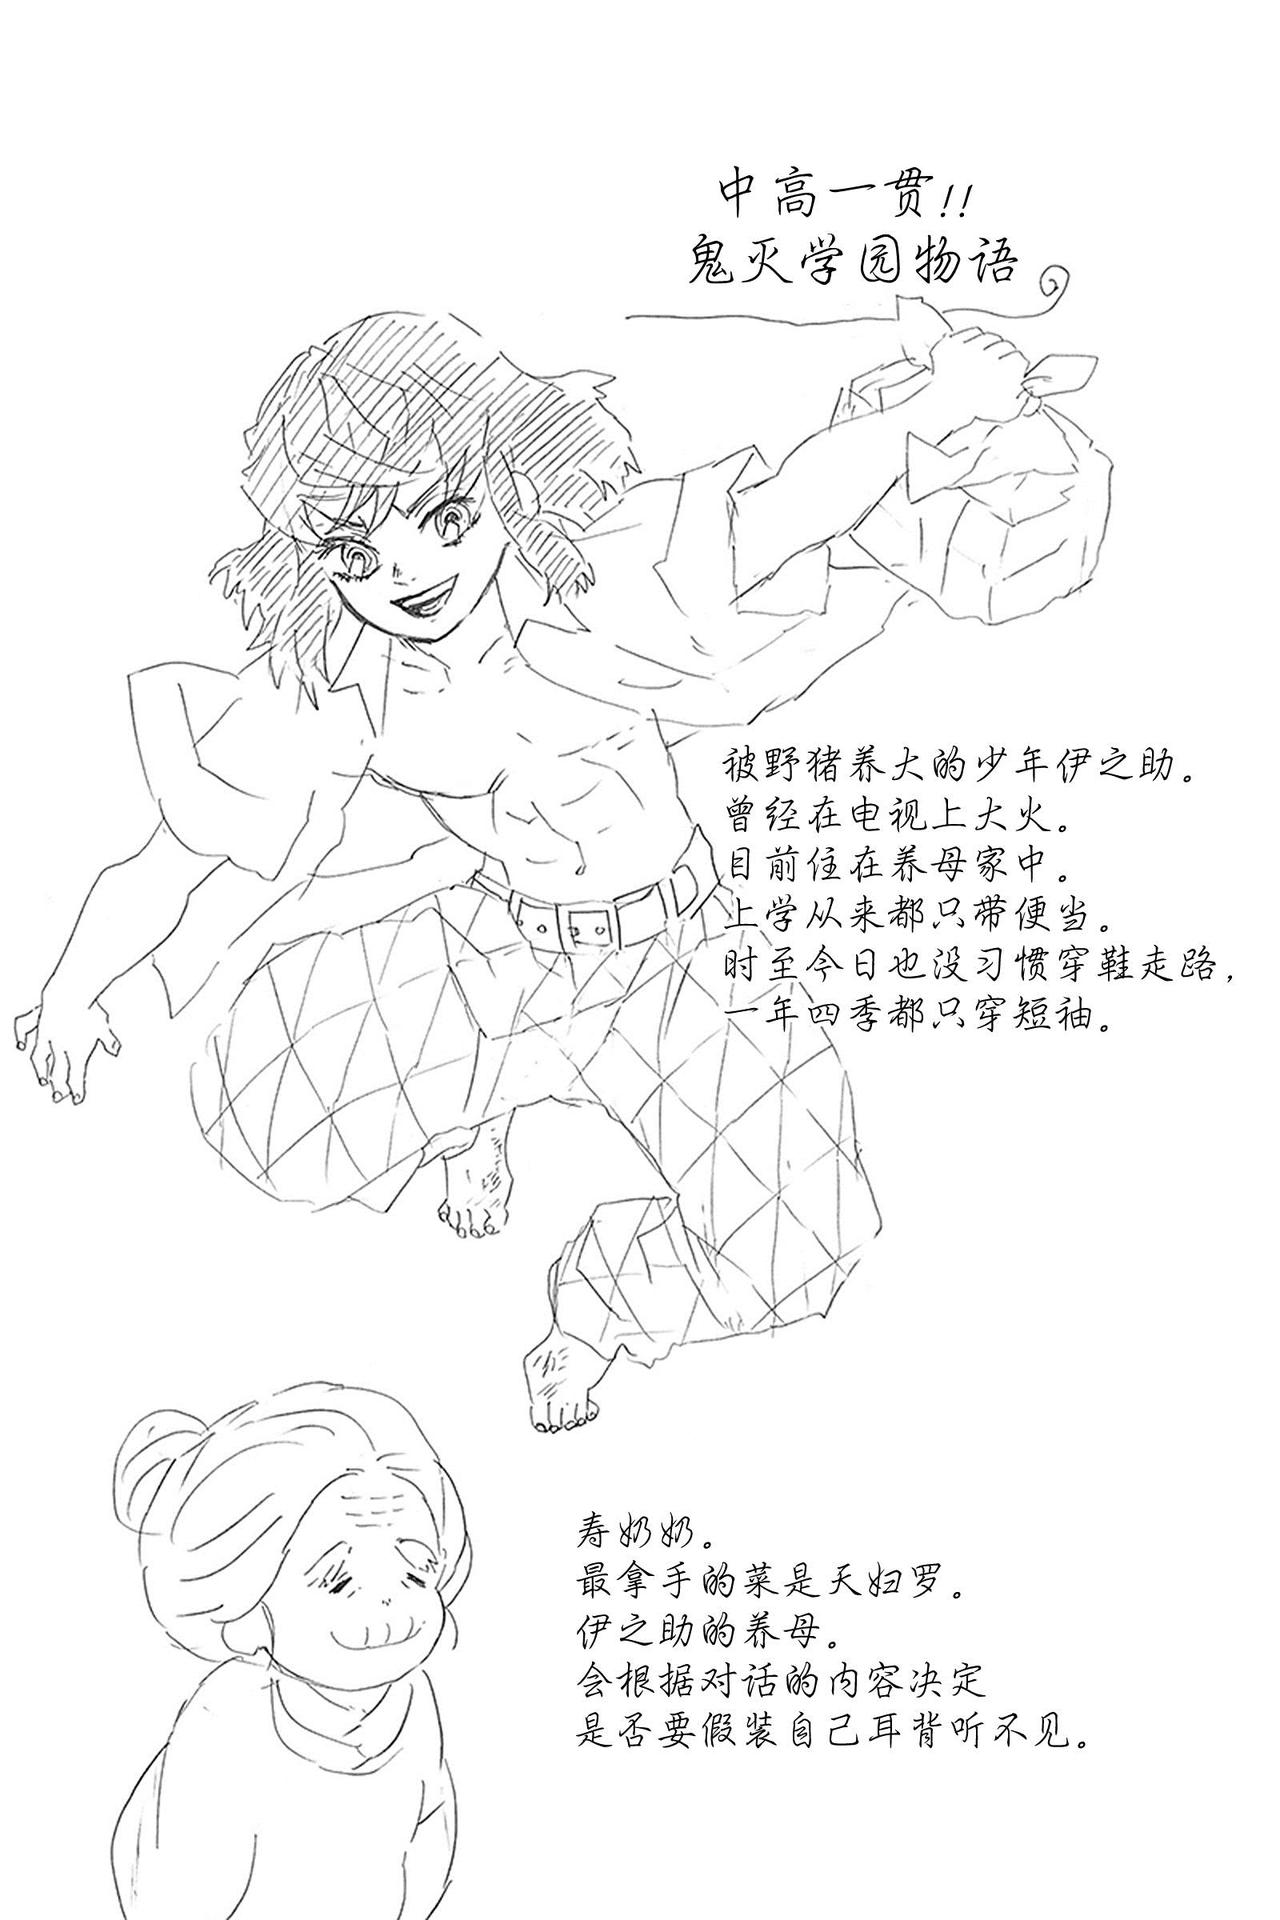 中高一贯!!
鬼灭学园物语
被野猪养大的少年伊之助。
曾经在电视上大火。
目前住在养母家中。
上学从来都只带便当。
时至今日也没习惯穿鞋走路，
一年四季都只穿短袖。
寿奶奶。
最拿手的菜是天妇罗。
伊之助的养母。
会根据对话的内容决定
是否要假装自己耳背听不见。